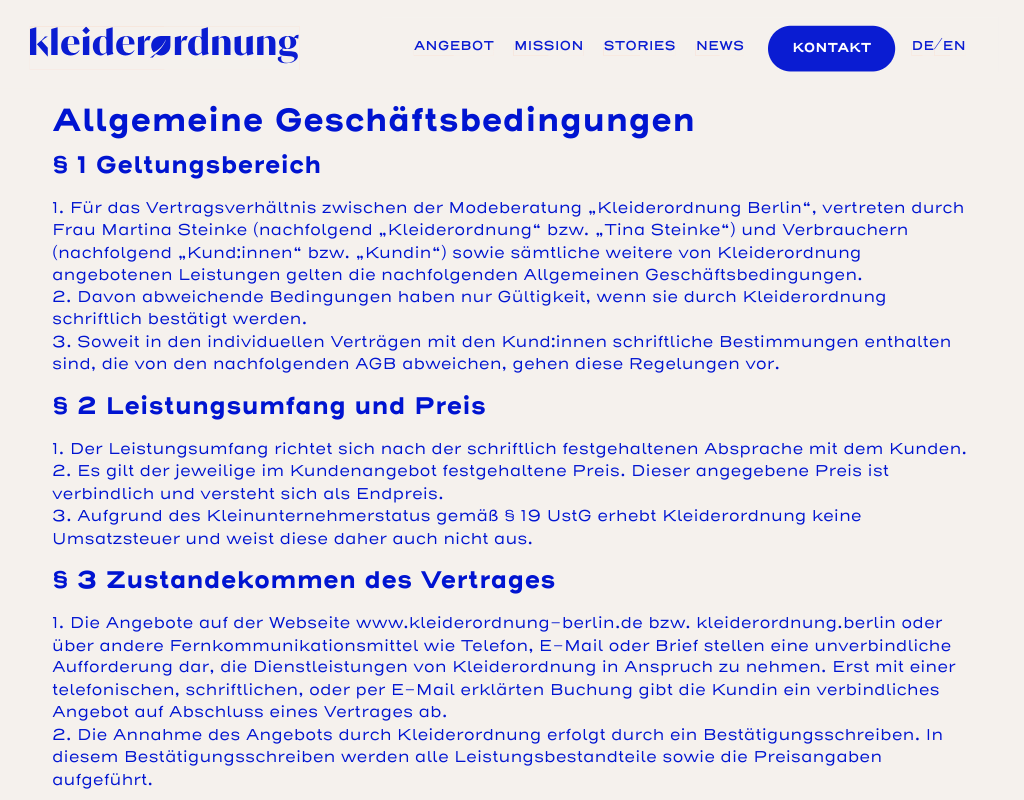 kleiderordnung
ANGEBOT MISSION STORIES NEWS KONTAKT DE/EN
Allgemeine Geschäftsbedingungen
§ 1 Geltungsbereich
1. Für das Vertragsverhältnis zwischen der Modeberatung „Kleiderordnung Berlin“, vertreten durch
Frau Martina Steinke (nachfolgend „Kleiderordnung“ bzw. „Tina Steinke“) und Verbrauchern
(nachfolgend „Kund:innen“ bzw. „Kundin“) sowie sämtliche weitere von Kleiderordnung
angebotenen Leistungen gelten die nachfolgenden Allgemeinen Geschäftsbedingungen.
2. Davon abweichende Bedingungen haben nur Gültigkeit, wenn sie durch Kleiderordnung
schriftlich bestätigt werden.
3. Soweit in den individuellen Verträgen mit den Kund:innen schriftliche Bestimmungen enthalten
sind, die von den nachfolgenden AGB abweichen, gehen diese Regelungen vor.
§ 2 Leistungsumfang und Preis
1. Der Leistungsumfang richtet sich nach der schriftlich festgehaltenen Absprache mit dem Kunden.
2. Es gilt der jeweilige im Kundenangebot festgehaltene Preis. Dieser angegebene Preis ist
verbindlich und versteht sich als Endpreis.
3. Aufgrund des Kleinunternehmerstatus gemäß § 19 UstG erhebt Kleiderordnung keine
Umsatzsteuer und weist diese daher auch nicht aus.
§ 3 Zustandekommen des Vertrages
1. Die Angebote auf der Webseite www.kleiderordnung-berlin.de bzw. kleiderordnung.berlin oder
über andere Fernkommunikationsmittel wie Telefon, E-Mail oder Brief stellen eine unverbindliche
Aufforderung dar, die Dienstleistungen von Kleiderordnung in Anspruch zu nehmen. Erst mit einer
telefonischen, schriftlichen, oder per E-Mail erklärten Buchung gibt die Kundin ein verbindliches
Angebot auf Abschluss eines Vertrages ab.
2. Die Annahme des Angebots durch Kleiderordnung erfolgt durch ein Bestätigungsschreiben. In
diesem Bestätigungsschreiben werden alle Leistungsbestandteile sowie die Preisangaben
aufgeführt.